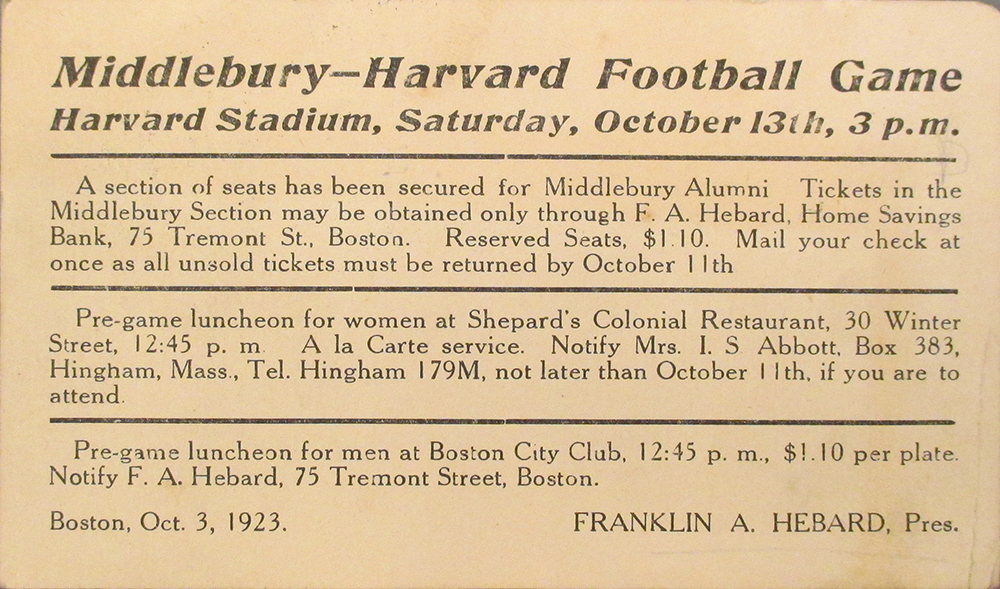 Middlebury—Harvard Football Game
Harvard Stadium, Saturday, October 13th, 3 p.m.
A section of seats has been secured for Middlebury Alumni Tickets in the
Middlebury Section may be obtained only through F. A. Hebard, Home Savings
Bank, 75 Tremont St., Boston. Reserved Seats, $1.10. Mail your check at
once as all unsold tickets must be returned by October 11th
Pre-game luncheon for women at Shepard's Colonial Restaurant, 30 Winter
Street, 12:45 p. m. A la Carte service. Notify Mrs. I. S Abbott, Box 383,
Hingham, Mass., Tel. Hingham 179M, not later than October 11th, if you are to
attend.
Pre-game luncheon for men at Boston City Club, 12:45 p. m., $1.10 per plate.
Notify F. A. Hebard, 75 Tremont Street, Boston.
Boston, Oct. 3, 1923. FRANKLIN A. HEBARD, Pres.